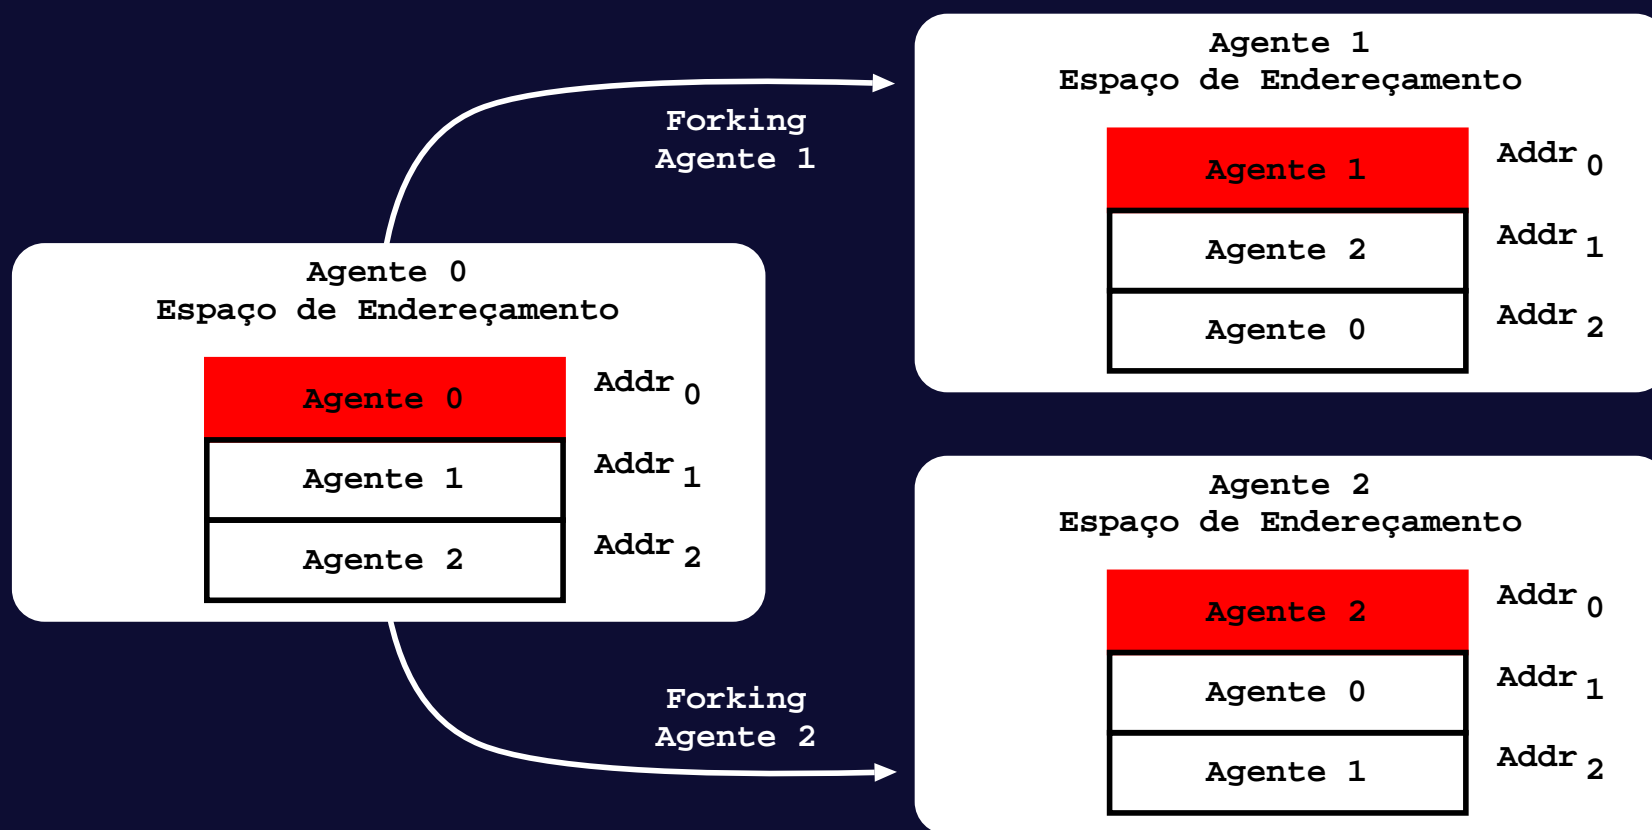 Agente 0
Espaço de Endereçamento
Agente 0 Addr 0
Agente 1 Addr 1
Agente 2 Addr 2
Forking
Agente 1
Agente 1
Espaço de Endereçamento
Agente 1 Addr 0
Agente 2 Addr 1
Agente 0 Addr 2
Forking
Agente 2
Agente 2
Espaço de Endereçamento
Agente 2 Addr 0
Agente 0 Addr 1
Agente 1 Addr 2